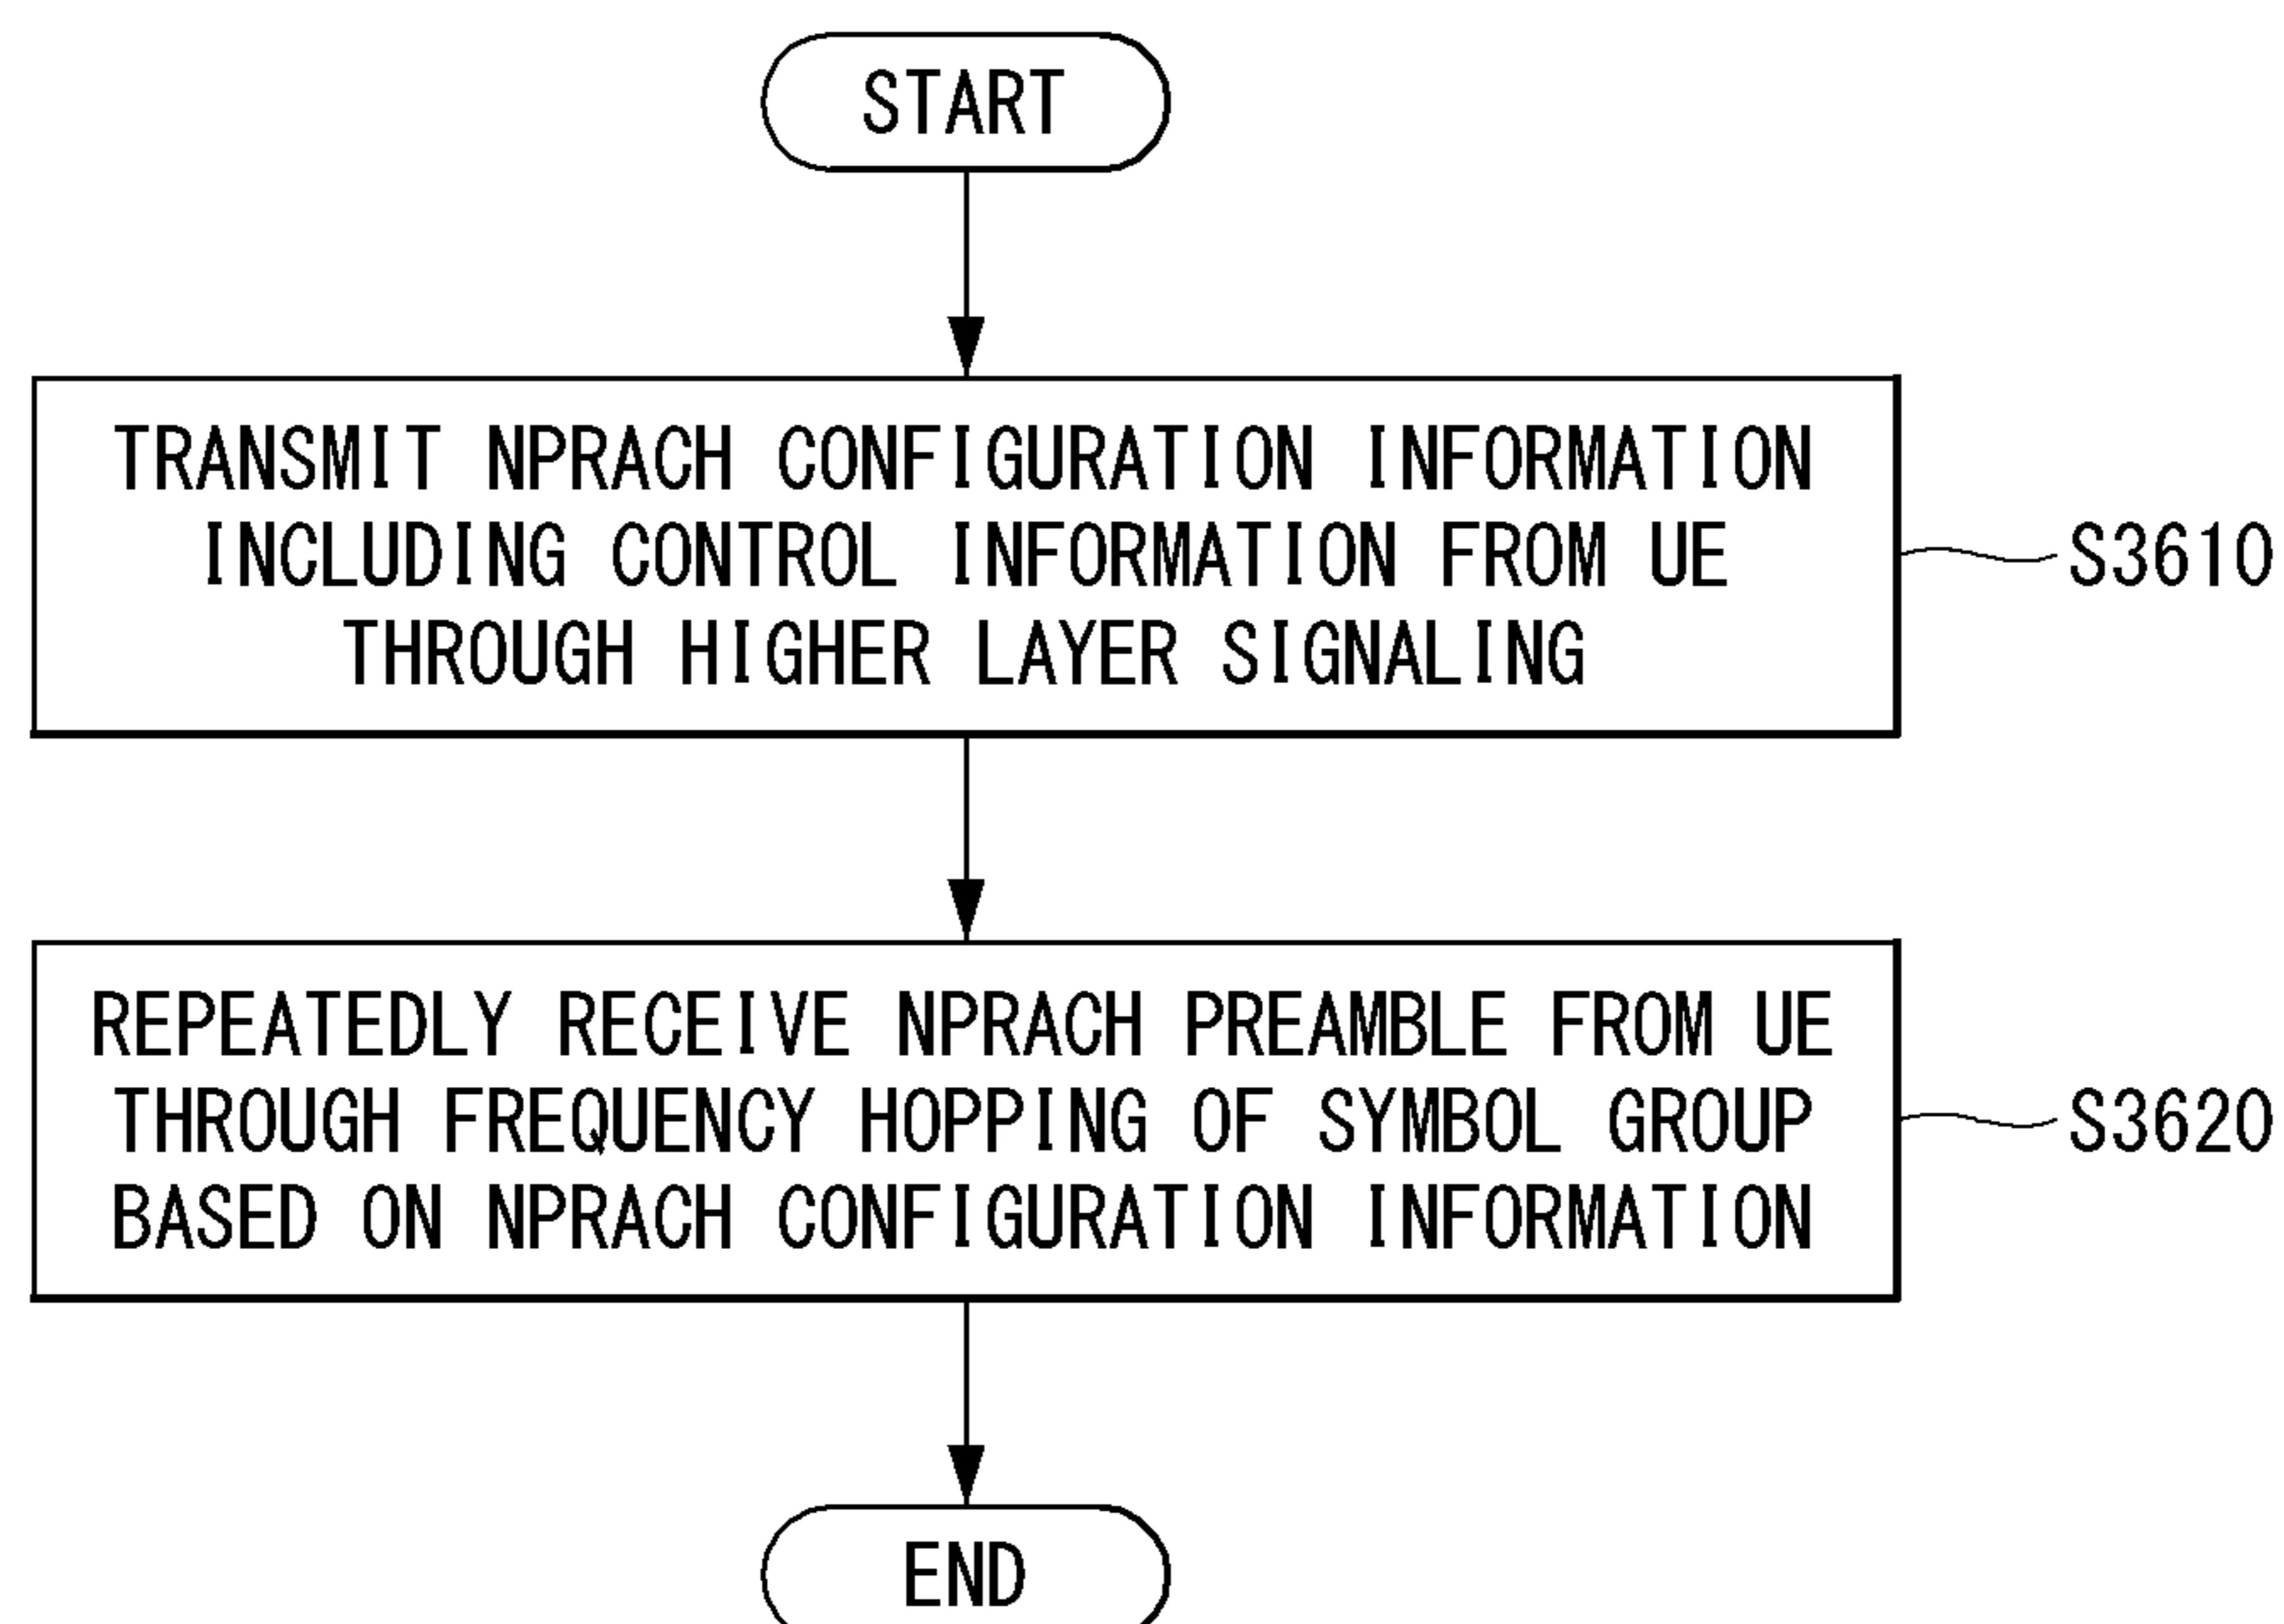 START
TRANSMIT NPRACH CONFIGURATION INFORMATION
INCLUDING CONTROL INFORMATION FROM UE
THROUGH HIGHER LAYER SIGNALING
S3610
REPEATEDLY RECEIVE NPRACH PREAMBLE FROM UE
THROUGH FREQUENCY HOPPING OF SYMBOL GROUP
BASED ON NPRACH CONFIGURATION INFORMATION
S3620
END